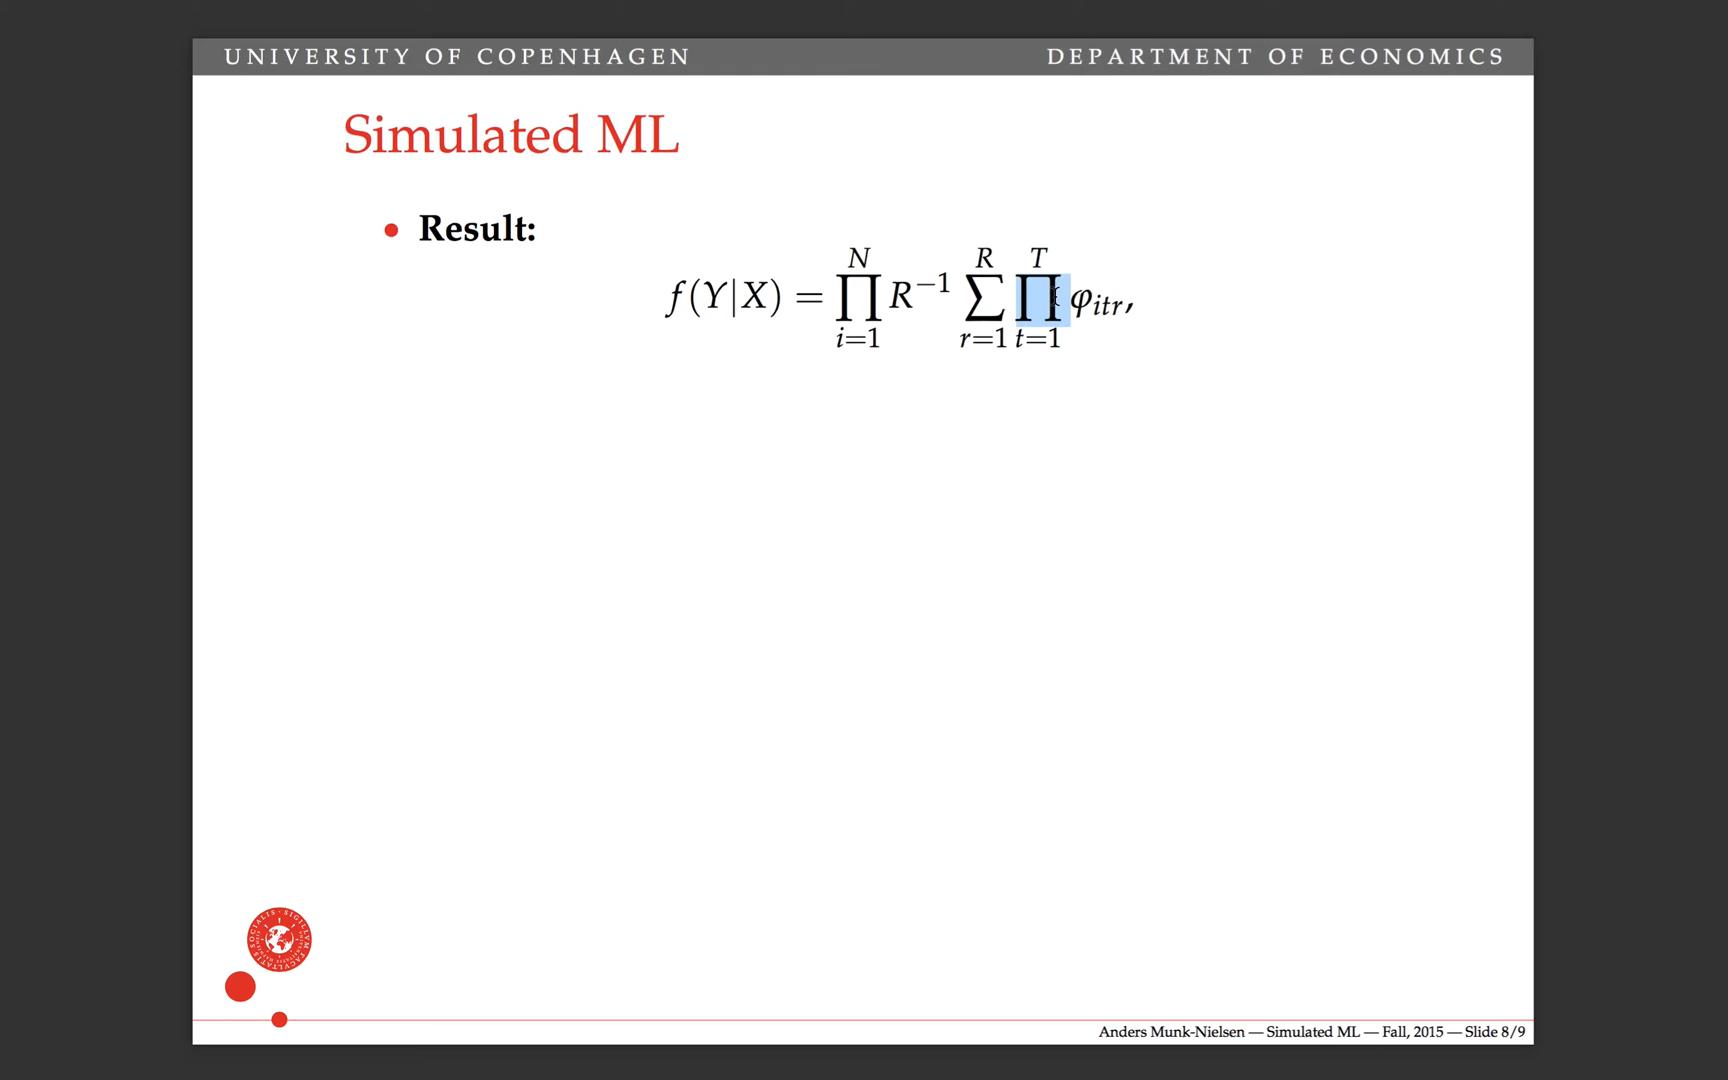 UNIVERSITY OF COPENHAGEN DEPARTMENT OF ECONOMICS
Simulated ML
• Result:
f(Y|X) = ∏_{i=1}^{N} R^{−1} ∑_{r=1}^{R} ∏_{t=1}^{T} φ_{itr},
Anders Munk-Nielsen — Simulated ML — Fall, 2015 — Slide 8/9